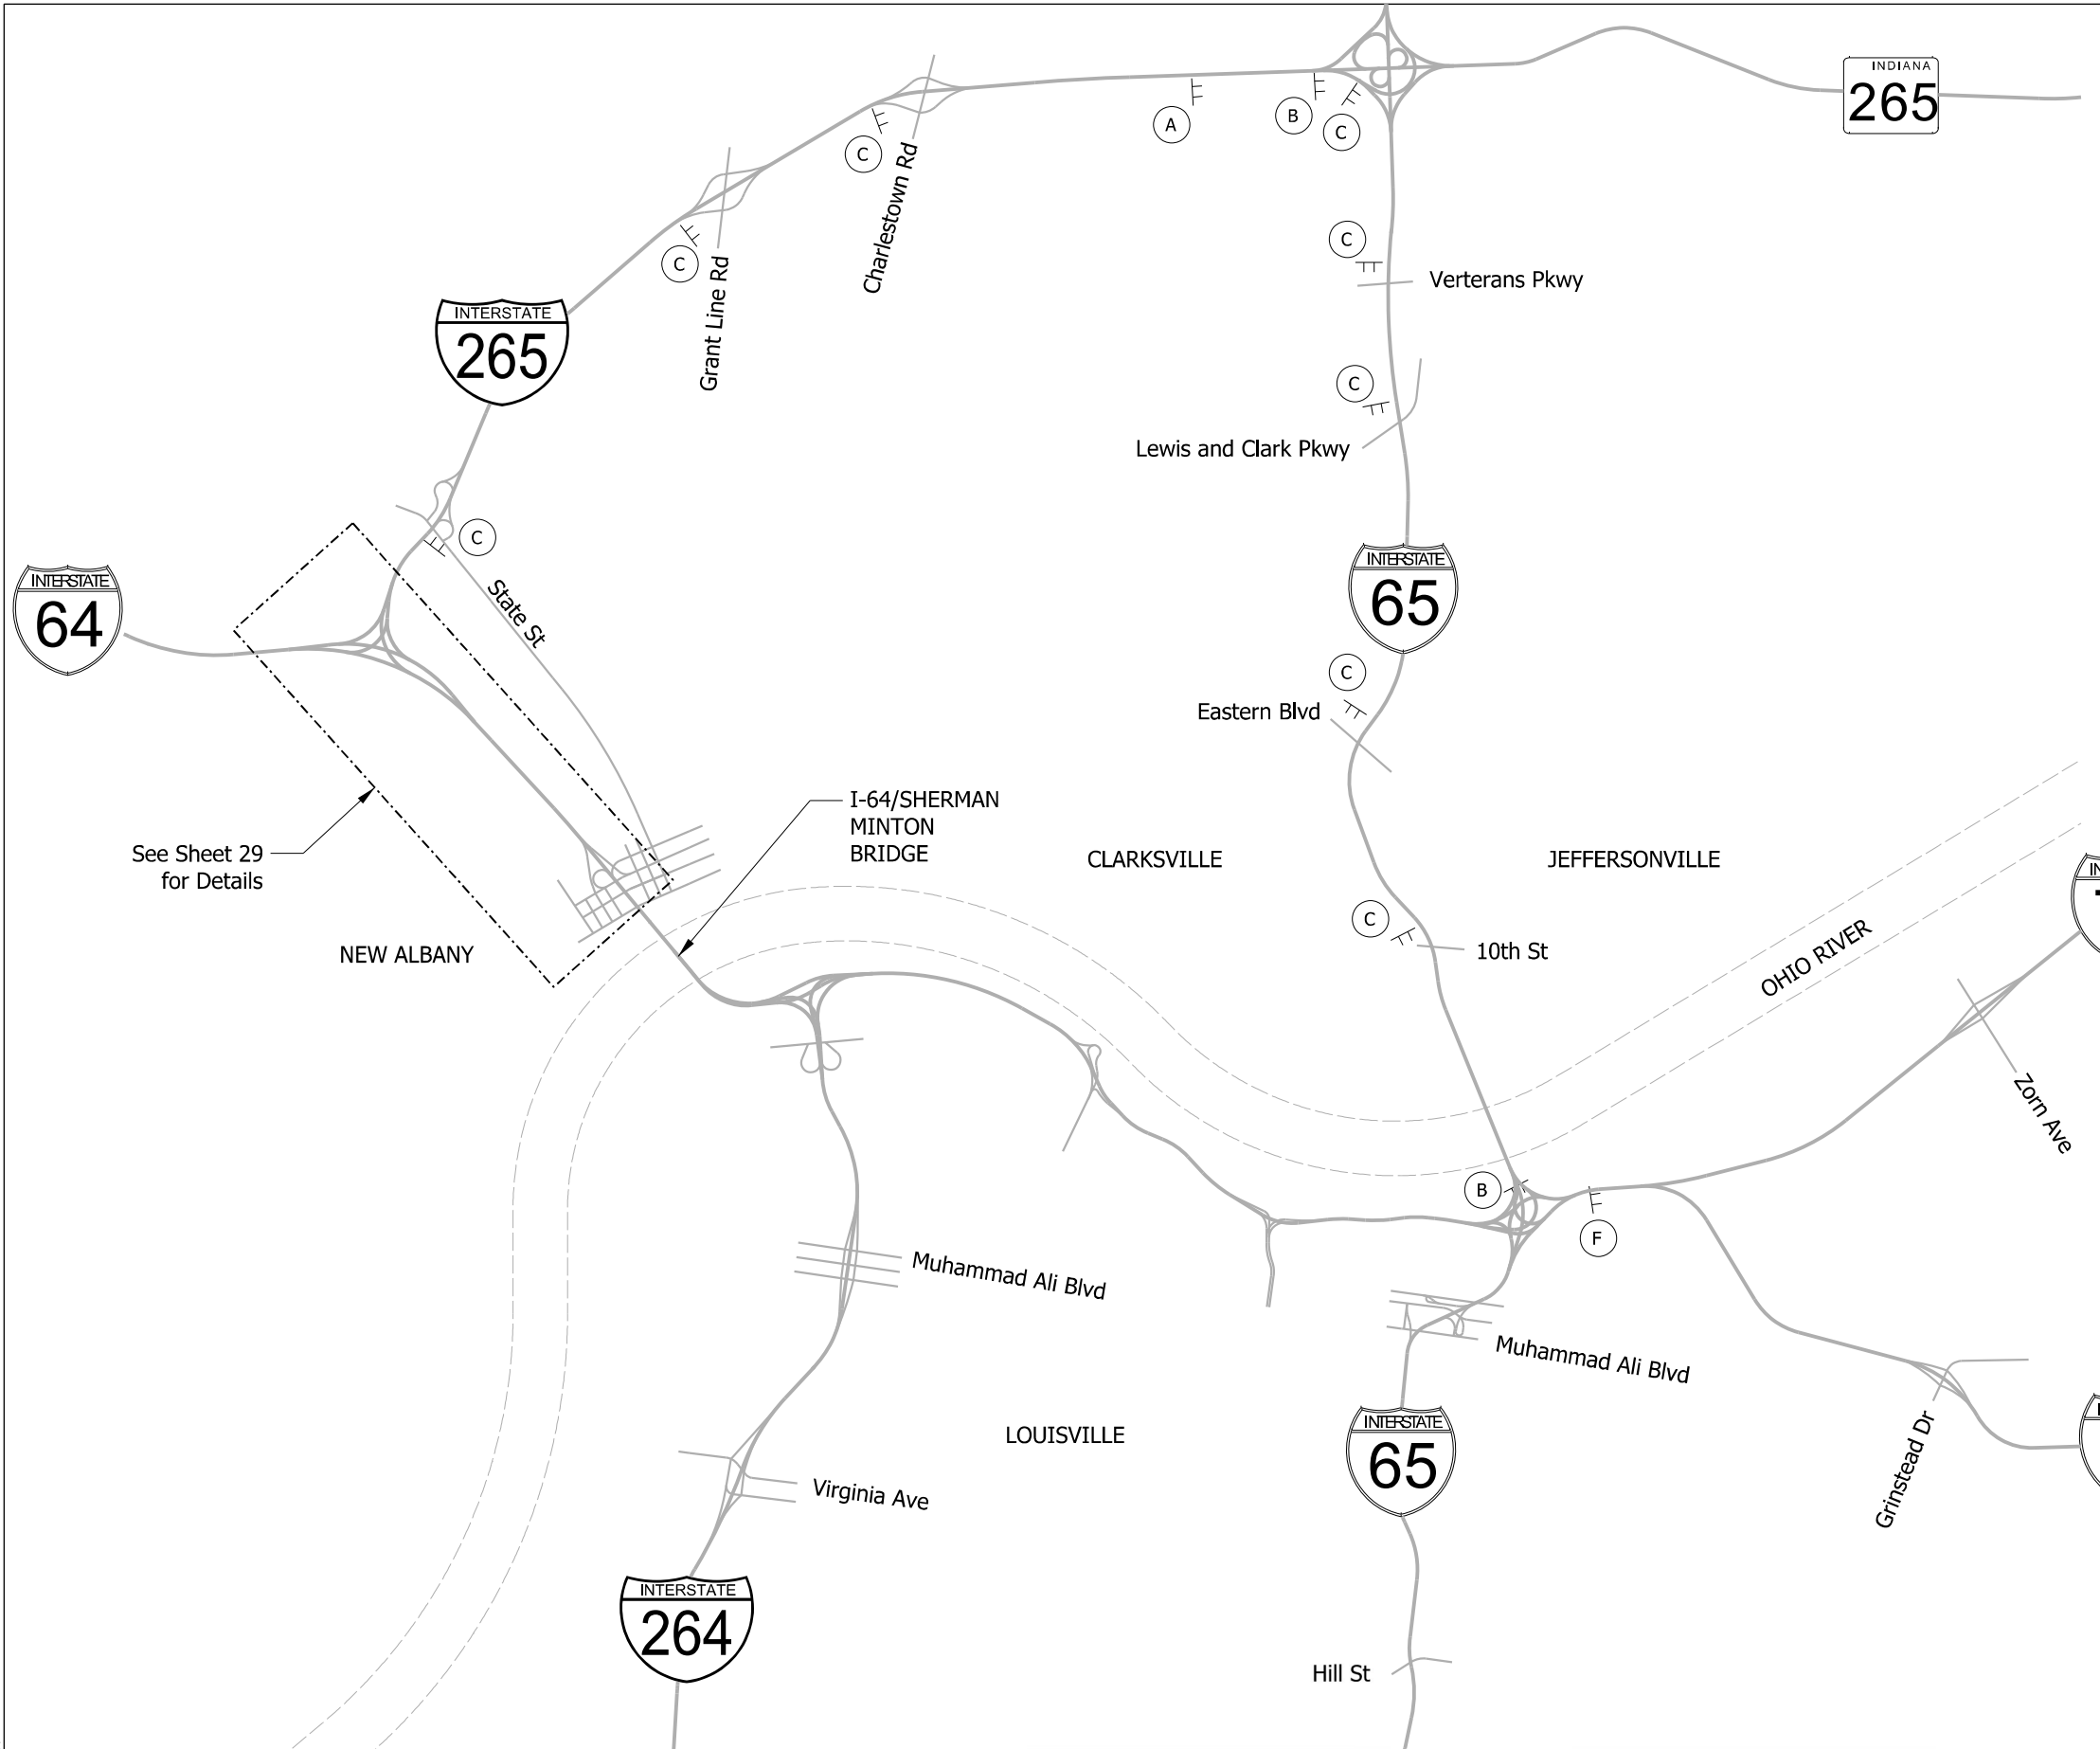 INDIANA
265
A
B
C
C
Charlestown Rd
C
Grant Line Rd
C
Verterans Pkwy
INTERSTATE
265
C
Lewis and Clark Pkwy
C
INTERSTATE
64
State St
INTERSTATE
65
C
Eastern Blvd
I-64/SHERMAN
MINTON
BRIDGE
See Sheet 29
for Details
CLARKSVILLE
JEFFERSONVILLE
NEW ALBANY
C
10th St
OHIO RIVER
Zorn Ave
B
F
Muhammad Ali Blvd
Muhammad Ali Blvd
LOUISVILLE
INTERSTATE
65
Virginia Ave
Grinstead Dr
INTERSTATE
264
Hill St